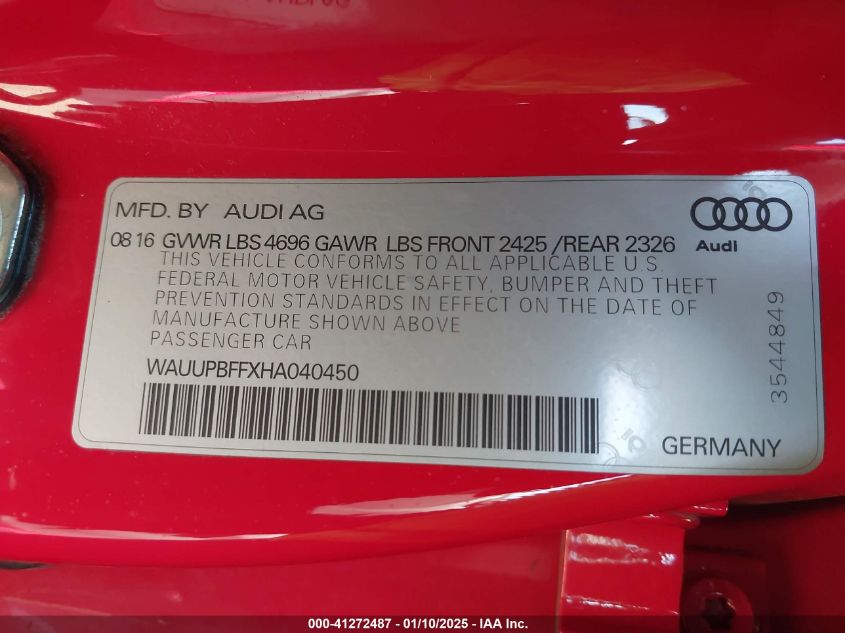 MFD. BY AUDI AG
Audi
08 16 GVWR LBS 4696 GAWR LBS FRONT 2425 /REAR 2326
THIS VEHICLE CONFORMS TO ALL APPLICABLE U.S.
FEDERAL MOTOR VEHICLE SAFETY, BUMPER AND THEFT
PREVENTION STANDARDS IN EFFECT ON THE DATE OF
MANUFACTURE SHOWN ABOVE
PASSENGER CAR
WAUUPBFFXHA040450
3544849
GERMANY
000-41272487 — 01/10/2025 — IAA Inc.